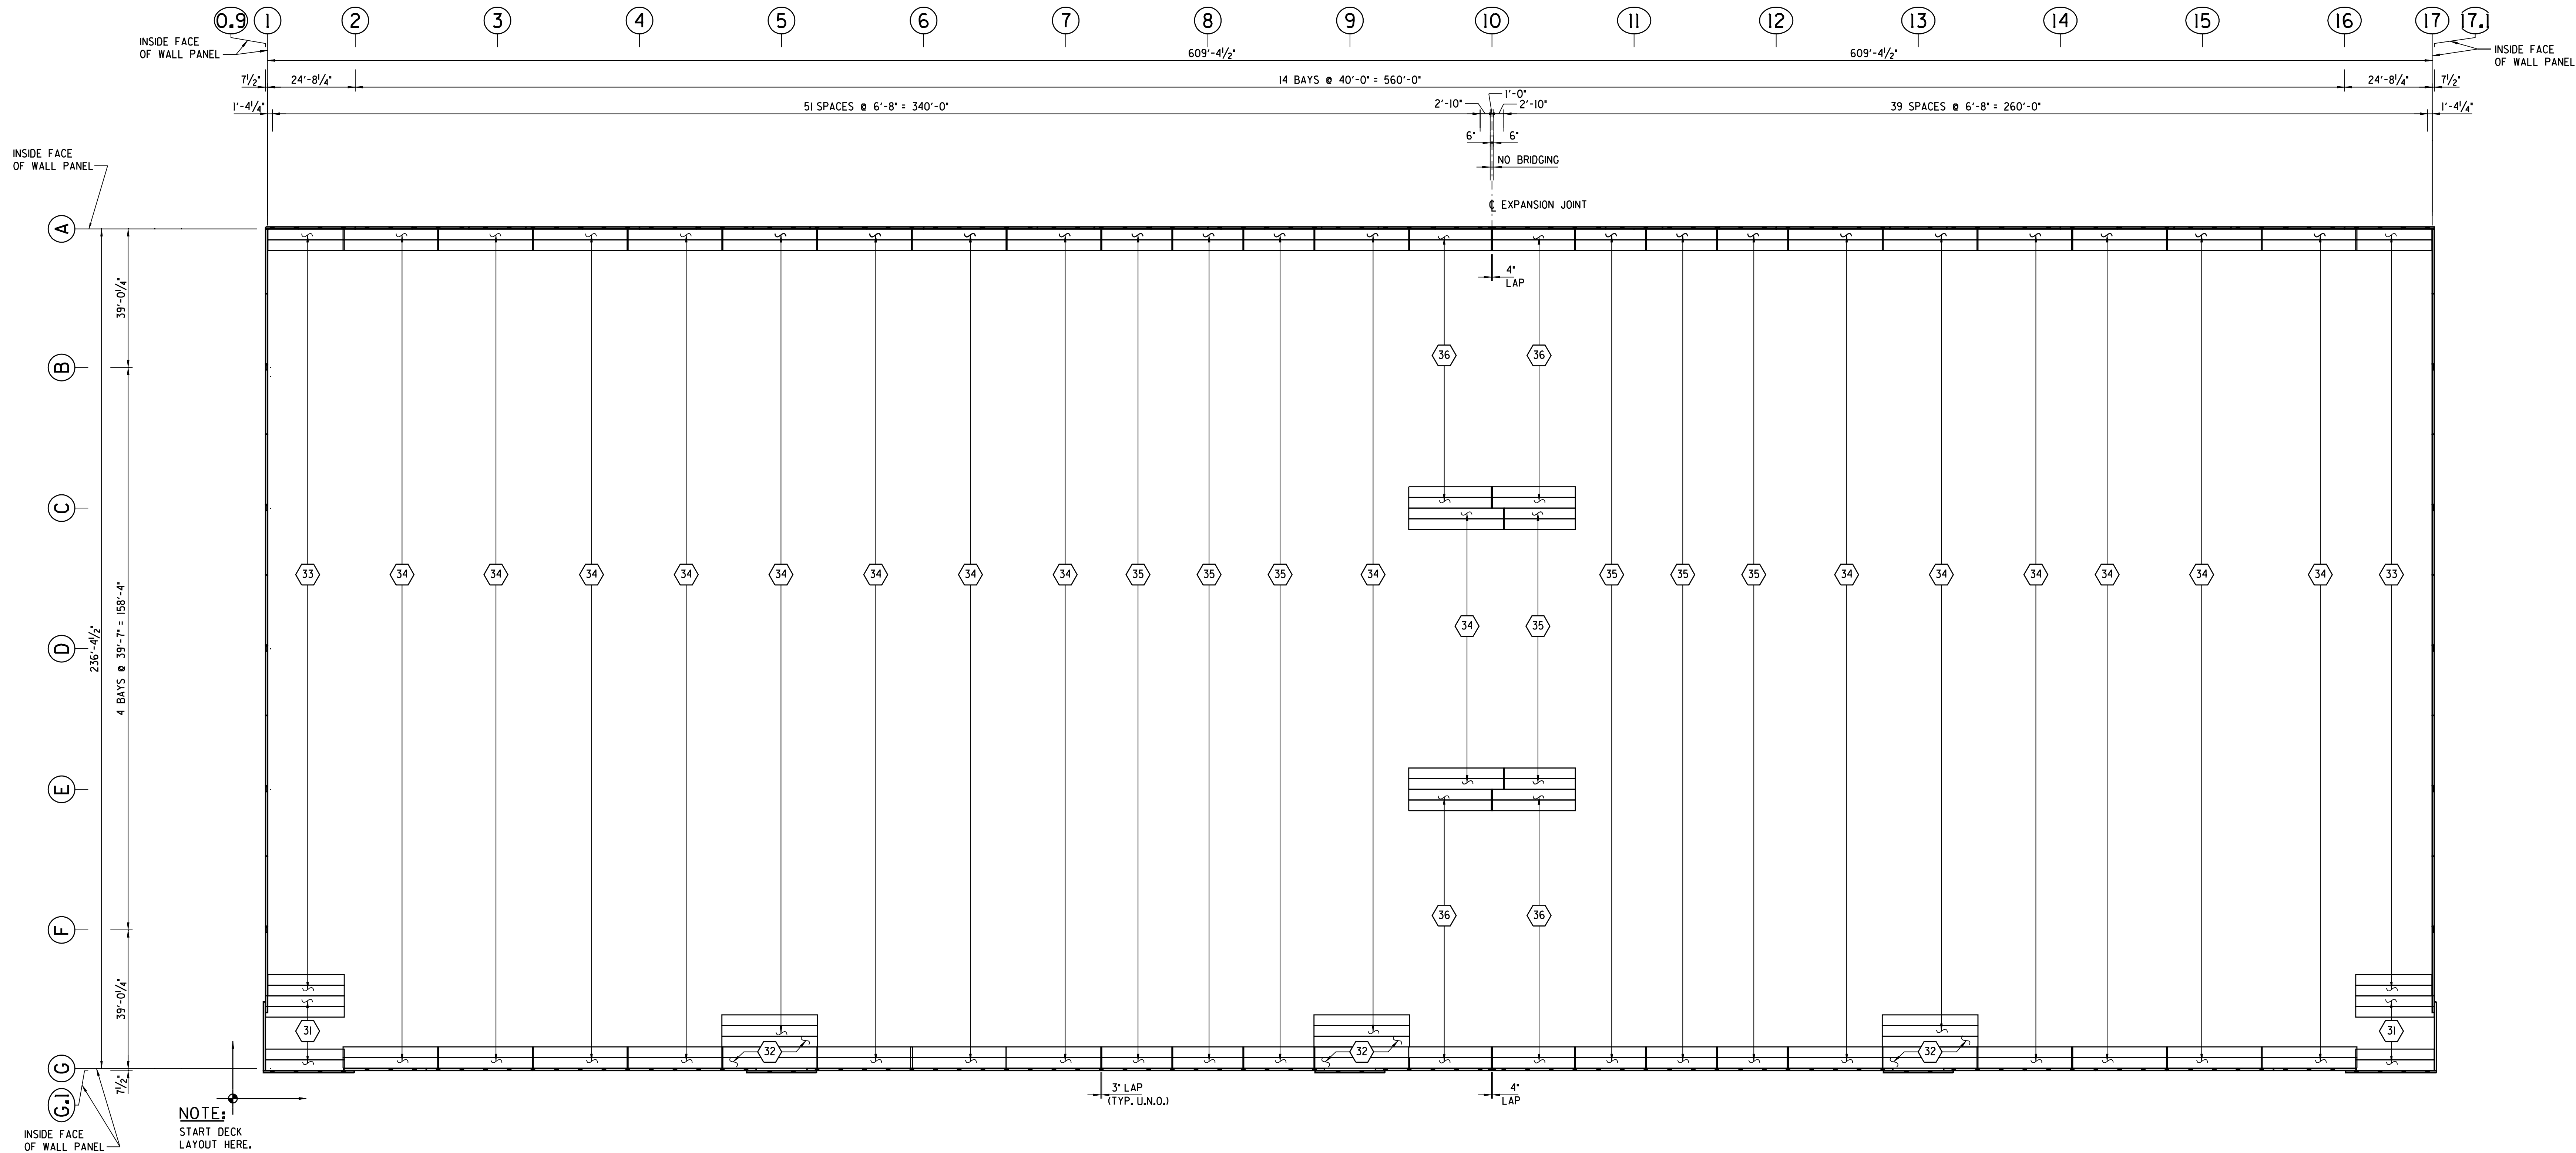 0.9 1 2 3 4 5 6 7 8 9 10 11 12 13 14 15 16 17 17.1
INSIDE FACE
OF WALL PANEL
609'-4½" 609'-4½"
INSIDE FACE
OF WALL PANEL
7½" 24'-8¼" 14 BAYS @ 40'-0" = 560'-0" 24'-8¼" 7½"
1'-0"
1'-4¼" 51 SPACES @ 6'-8" = 340'-0" 2'-10" 2'-10" 39 SPACES @ 6'-8" = 260'-0" 1'-4¼"
6" 6"
NO BRIDGING
INSIDE FACE
OF WALL PANEL
℄ EXPANSION JOINT
A
4"
LAP
39'-0¼"
36 36
B
C
33 34 34 34 34 34 34 34 34 35 35 35 34 35 35 35 34 34 34 34 34 34 33
34 35
4 BAYS @ 39'-7" = 158'-4"
236'-4½"
D
E
36 36
F
39'-0¼"
31 31
32 32 32
G
7½"
G.1
3" LAP
(TYP. U.N.O.)
4"
LAP
NOTE:
START DECK
LAYOUT HERE.
INSIDE FACE
OF WALL PANEL